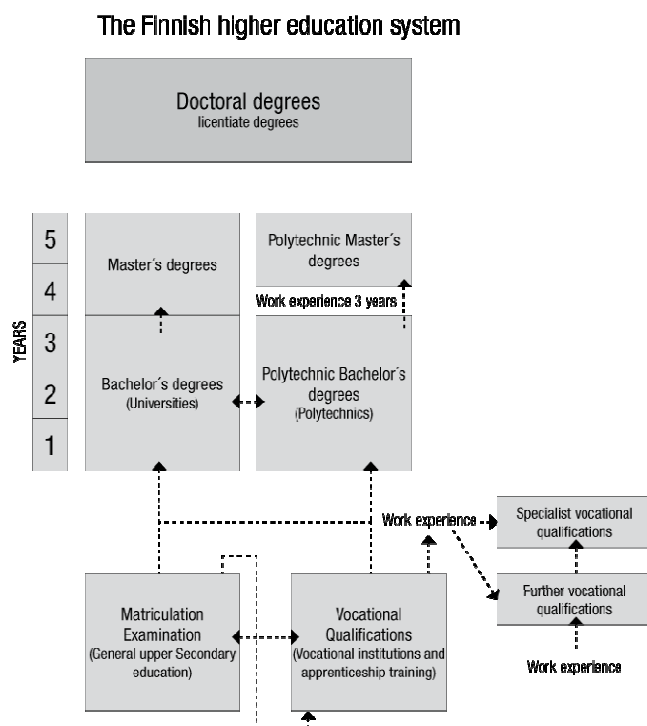 The Finnish higher education system
Doctoral degrees
licentiate degrees
YEARS
5
4
3
2
1
Master´s degrees
Polytechnic Master´s
degrees
Work experience 3 years
Bachelor´s degrees
(Universities)
Polytechnic Bachelor´s
degrees
(Polytechnics)
Work experience
Specialist vocational
qualifications
Further vocational
qualifications
Work experience
Matriculation
Examination
(General upper Secondary
education)
Vocational
Qualifications
(Vocational institutions and
apprenticeship training)